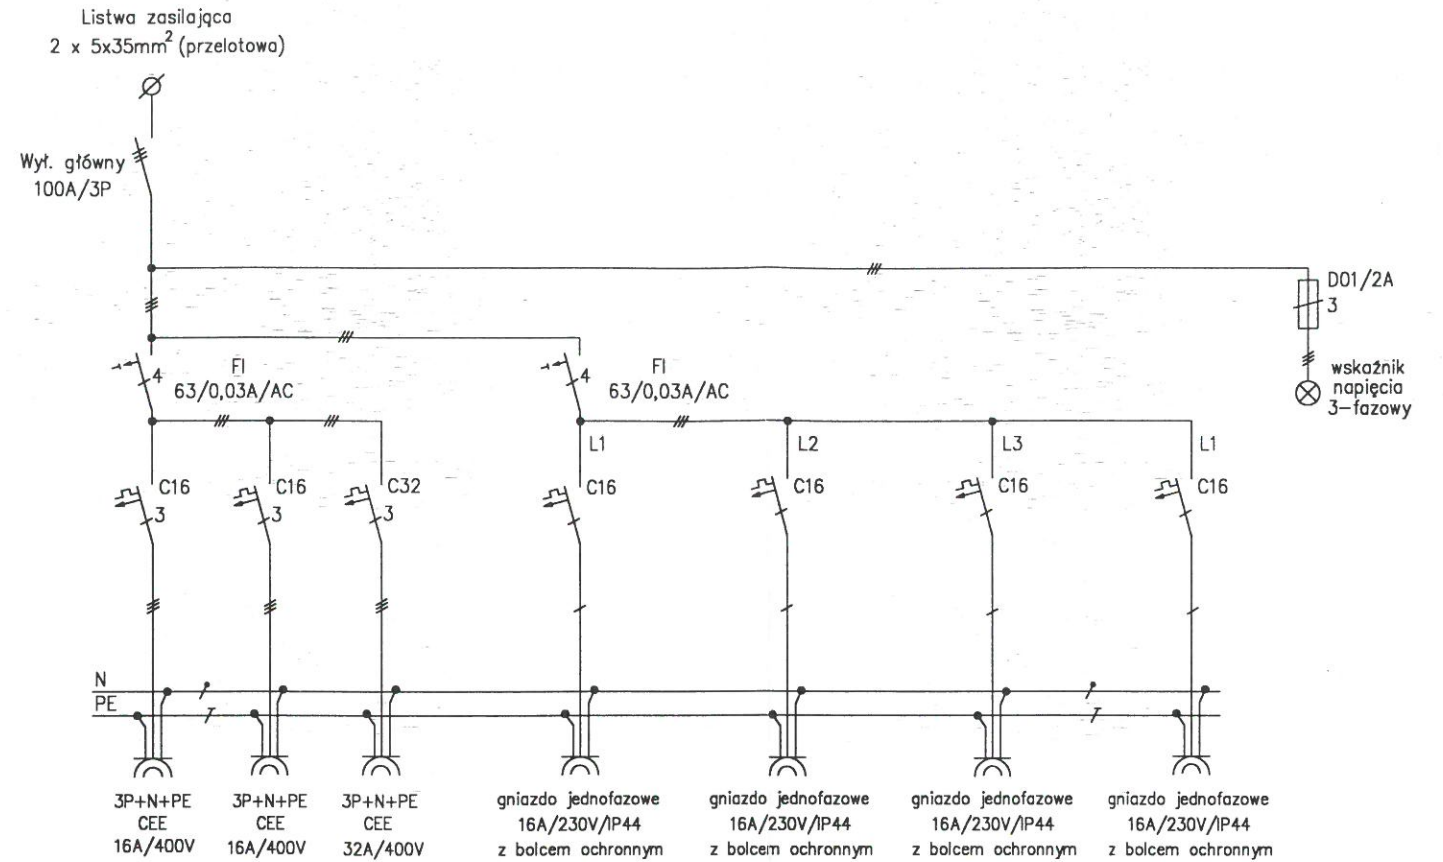 Listwa zasilająca
2 x 5x35mm² (przelotowa)
Wył. główny
100A/3P
D01/2A
3
wskaźnik
napięcia
3-fazowy
4
FI
63/0,03A/AC
4
FI
63/0,03A/AC
L1
L2
L3
L1
C16
3
C16
3
C32
3
C16
C16
C16
C16
N
PE
3P+N+PE
CEE
16A/400V
3P+N+PE
CEE
16A/400V
3P+N+PE
CEE
32A/400V
gniazdo jednofazowe
16A/230V/IP44
z bolcem ochronnym
gniazdo jednofazowe
16A/230V/IP44
z bolcem ochronnym
gniazdo jednofazowe
16A/230V/IP44
z bolcem ochronnym
gniazdo jednofazowe
16A/230V/IP44
z bolcem ochronnym